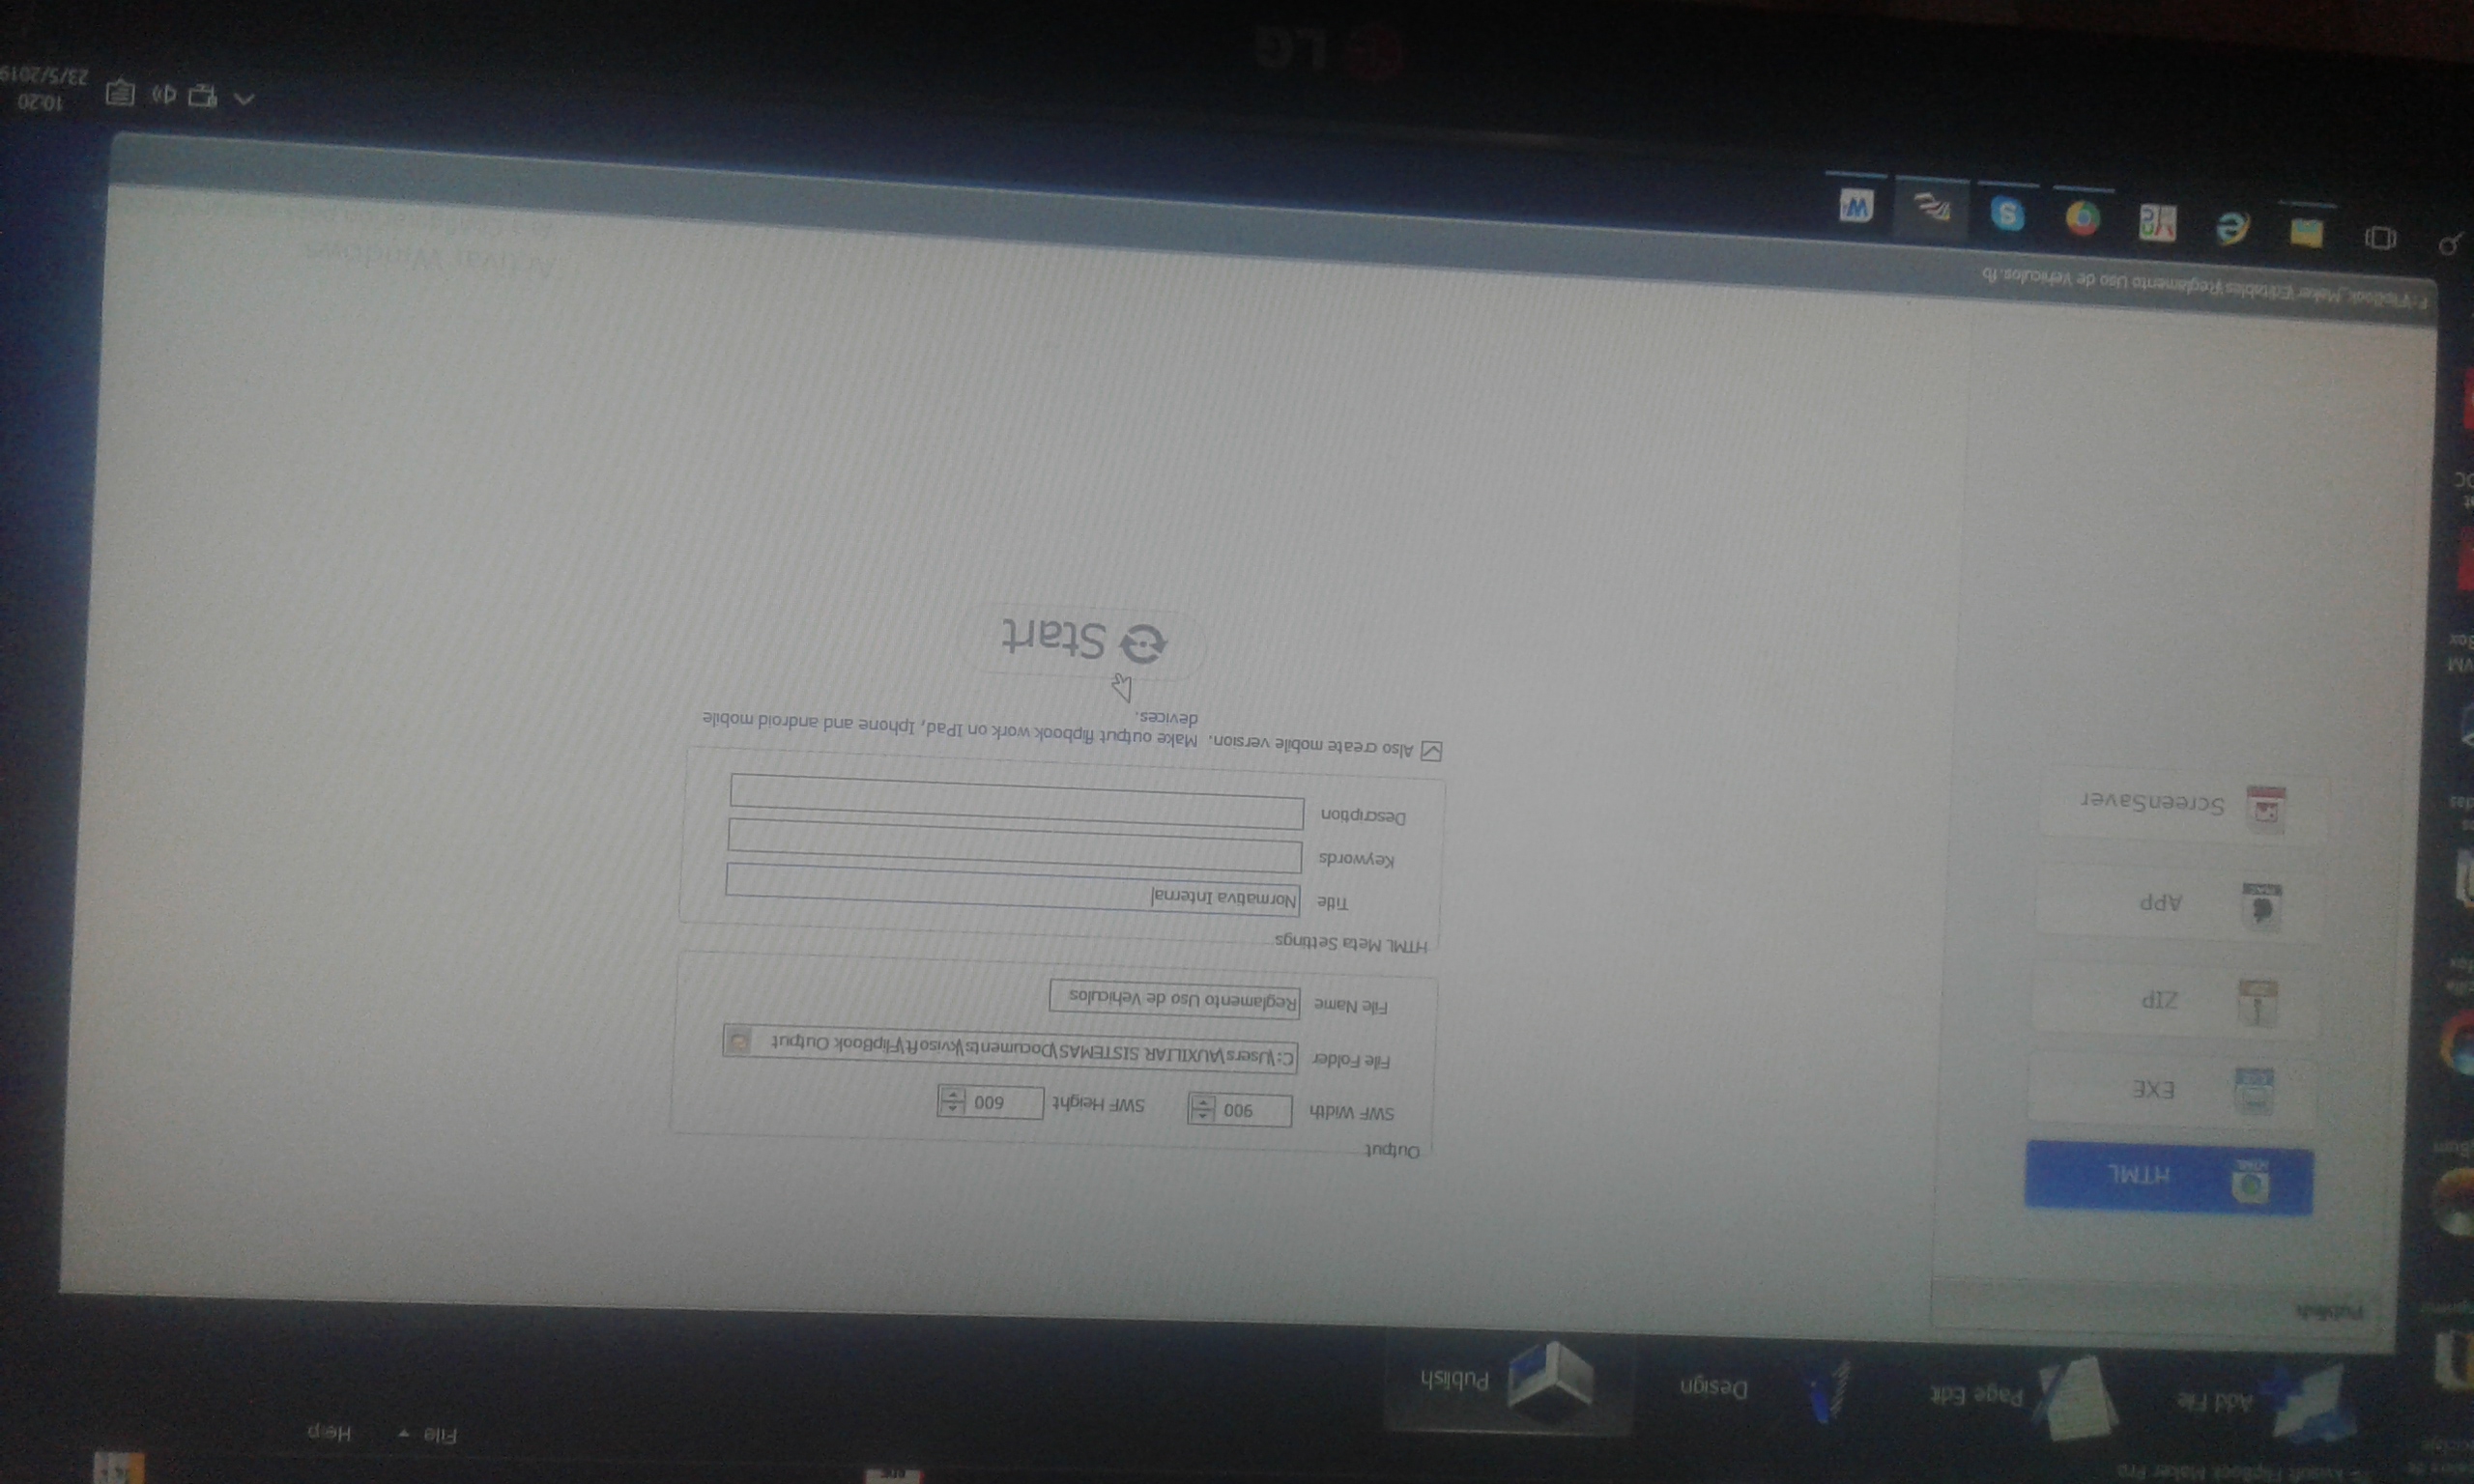 Kvisoft FlipBook Maker Pro
File Help
Add File Page Edit Design Publish
Publish
HTML
EXE
ZIP
APP
ScreenSaver
Output
SWF Width 900 SWF Height 600
File Folder C:\Users\AUXILIAR SISTEMAS\Documents\kvisoft\FlipBook Output
File Name Reglamento Uso de Vehiculos
HTML Meta Settings
Title Normativa Interna
Keywords
Description
Also create mobile version. Make output flipbook work on IPad, Iphone and android mobile
devices.
Start
F:\FlipBook_Maker\Editables\Reglamento Uso de Vehiculos.fb
Activar Windows
VM
Box
DC
10:20
23/5/2019
LG